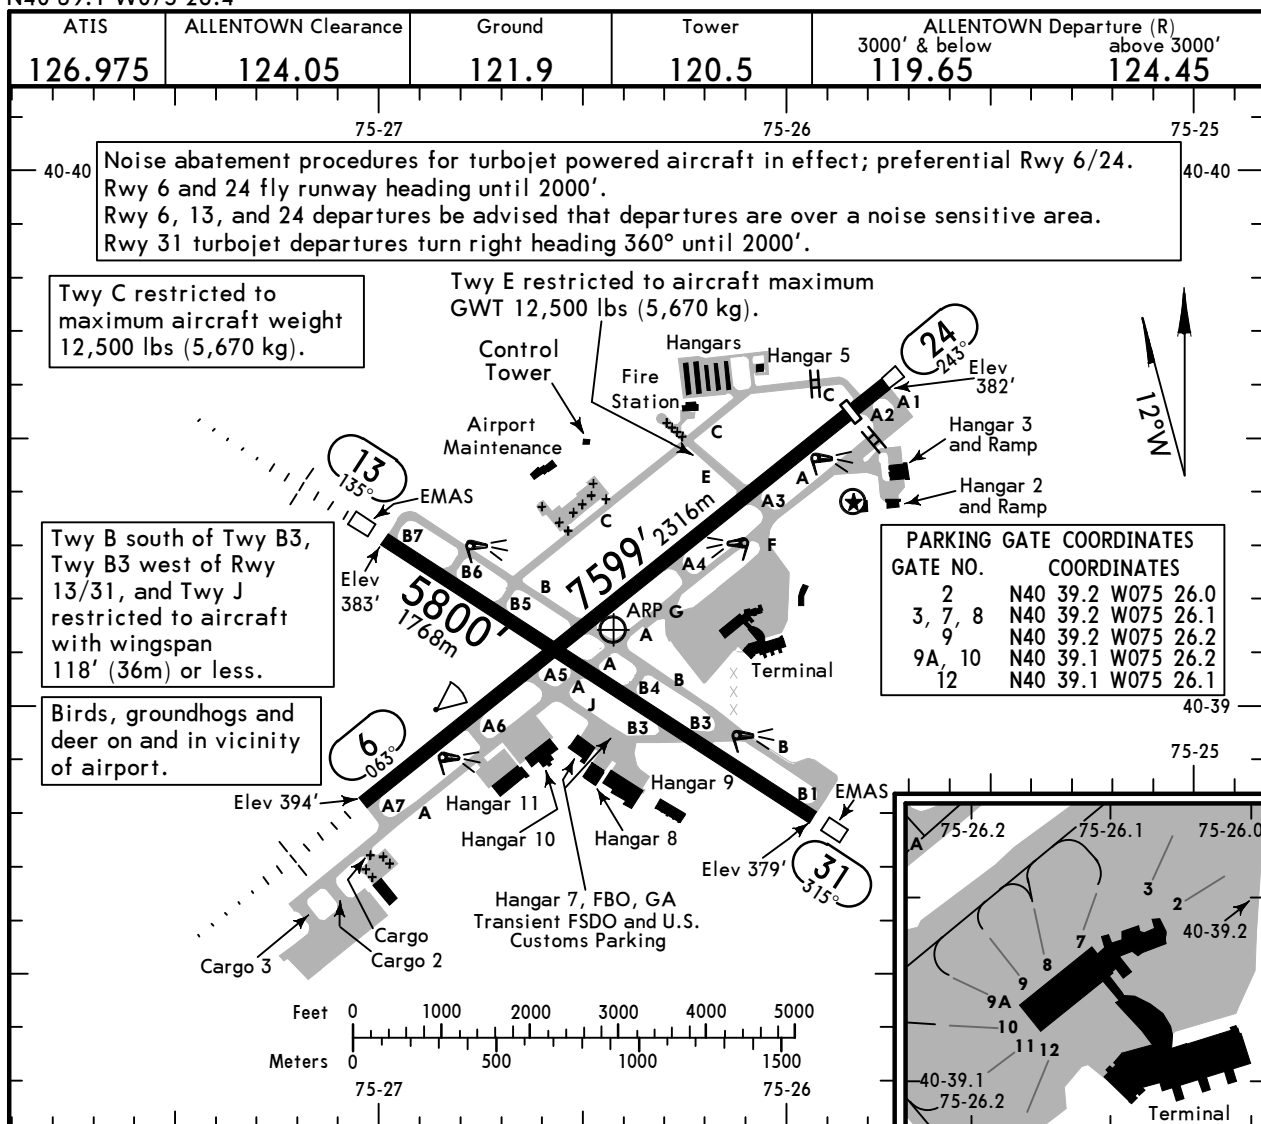 ATIS
126.975
ALLENTOWN Clearance
124.05
Ground
121.9
Tower
120.5
ALLENTOWN Departure (R)
3000' & below
above 3000'
119.65
124.45
75-27
75-26
75-25
40-40
40-40
Noise abatement procedures for turbojet powered aircraft in effect; preferential Rwy 6/24.
Rwy 6 and 24 fly runway heading until 2000'.
Rwy 6, 13, and 24 departures be advised that departures are over a noise sensitive area.
Rwy 31 turbojet departures turn right heading 360° until 2000'.
Twy C restricted to
maximum aircraft weight
12,500 lbs (5,670 kg).
Twy E restricted to aircraft maximum
GWT 12,500 lbs (5,670 kg).
Control
Tower
Hangars
Hangar 5
Fire
Station
Airport
Maintenance
24
243°
Elev
382'
12°W
C
A1
A2
C
Hangar 3
and Ramp
Hangar 2
and Ramp
A
E
A3
C
F
A4
13
135°
EMAS
B7
B6
B5
B
Elev
383'
5800'
1768m
7599'
2316m
ARP
G
A
A
A5
A
J
B4
B
B3
B3
B
B1
A6
A7
A
Terminal
Twy B south of Twy B3,
Twy B3 west of Rwy
13/31, and Twy J
restricted to aircraft
with wingspan
118' (36m) or less.
PARKING GATE COORDINATES
GATE NO.
COORDINATES
2 N40 39.2 W075 26.0
3, 7, 8 N40 39.2 W075 26.1
9 N40 39.2 W075 26.2
9A, 10 N40 39.1 W075 26.2
12 N40 39.1 W075 26.1
40-39
75-25
Birds, groundhogs and
deer on and in vicinity
of airport.
6
063°
Elev 394'
Hangar 11
Hangar 10
Hangar 9
Hangar 8
EMAS
Elev 379'
31
315°
Hangar 7, FBO, GA
Transient FSDO and U.S.
Customs Parking
Cargo
Cargo 2
Cargo 3
Feet 0 1000 2000 3000 4000 5000
Meters 0 500 1000 1500
75-27
75-26
A
75-26.2
75-26.1
75-26.0
3
2
40-39.2
7
8
9
9A
10
11
12
40-39.1
75-26.2
Terminal